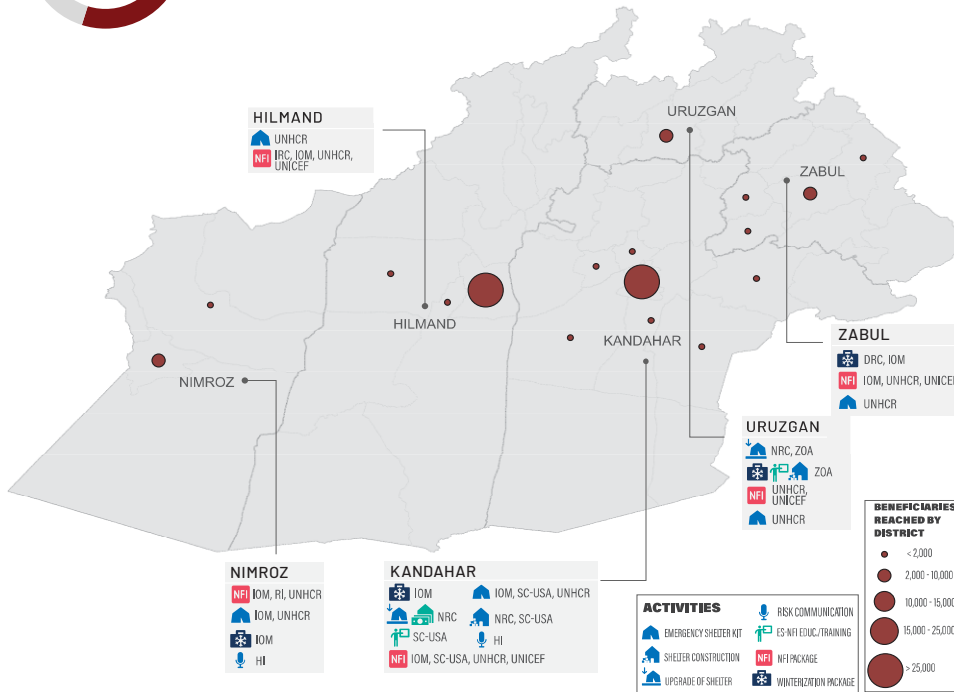 URUZGAN
HILMAND
UNHCR
NFI IRC, IOM, UNHCR,
UNICEF
ZABUL
HILMAND
KANDAHAR
NIMROZ
ZABUL
DRC, IOM
NFI IOM, UNHCR, UNICEF
UNHCR
URUZGAN
NRC, ZOA
ZOA
NFI UNHCR,
UNICEF
UNHCR
NIMROZ
NFI IOM, RI, UNHCR
IOM, UNHCR
IOM
HI
KANDAHAR
IOM
IOM, SC-USA, UNHCR
NRC
NRC, SC-USA
SC-USA
HI
NFI IOM, SC-USA, UNHCR, UNICEF
ACTIVITIES
EMERGENCY SHELTER KIT
SHELTER CONSTRUCTION
UPGRADE OF SHELTER
RISK COMMUNICATION
ES-NFI EDUC./TRAINING
NFI NFI PACKAGE
WINTERIZATION PACKAGE
BENEFICIARIES
REACHED BY
DISTRICT
< 2,000
2,000 - 10,000
10,000 - 15,000
15,000 - 25,000
> 25,000